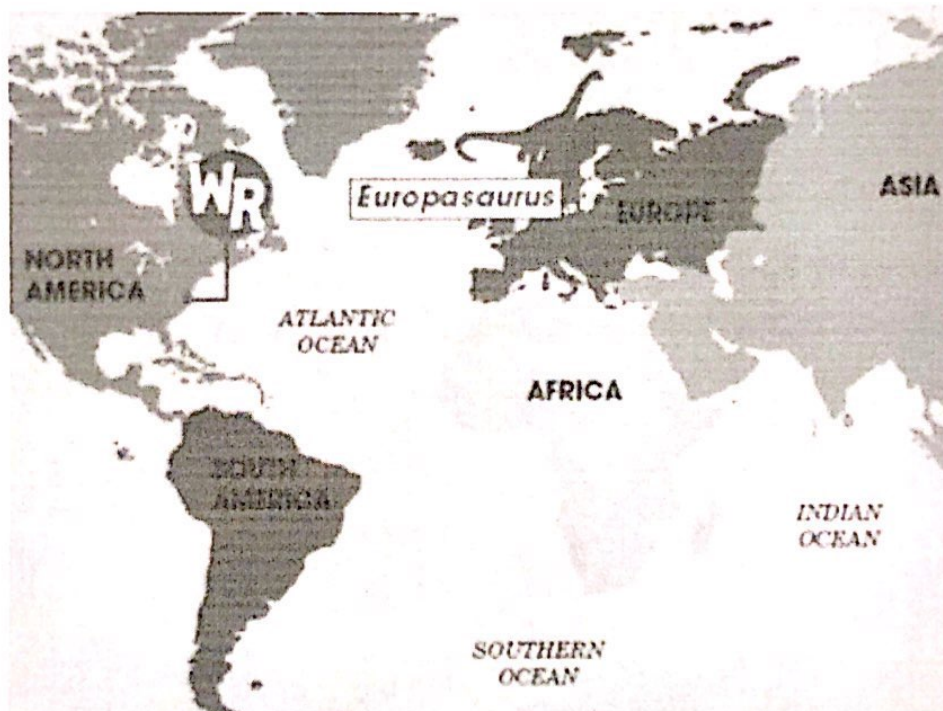 WR
Europasaurus
ASIA
EUROPE
NORTH
AMERICA
ATLANTIC
OCEAN
AFRICA
SOUTH
AMERICA
INDIAN
OCEAN
SOUTHERN
OCEAN